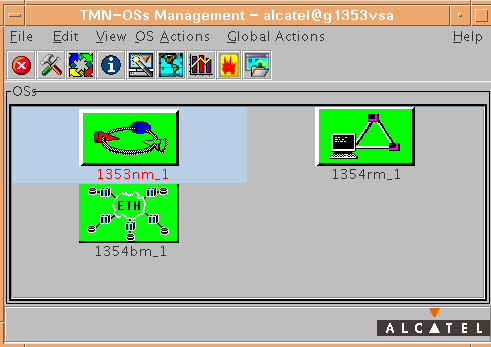 TMN-OSs Management - alcatel@g1353vsa
File Edit View OS Actions Global Actions Help
OSs
1353nm_1 1354rm_1
ETH
1354bm_1
ALCATEL